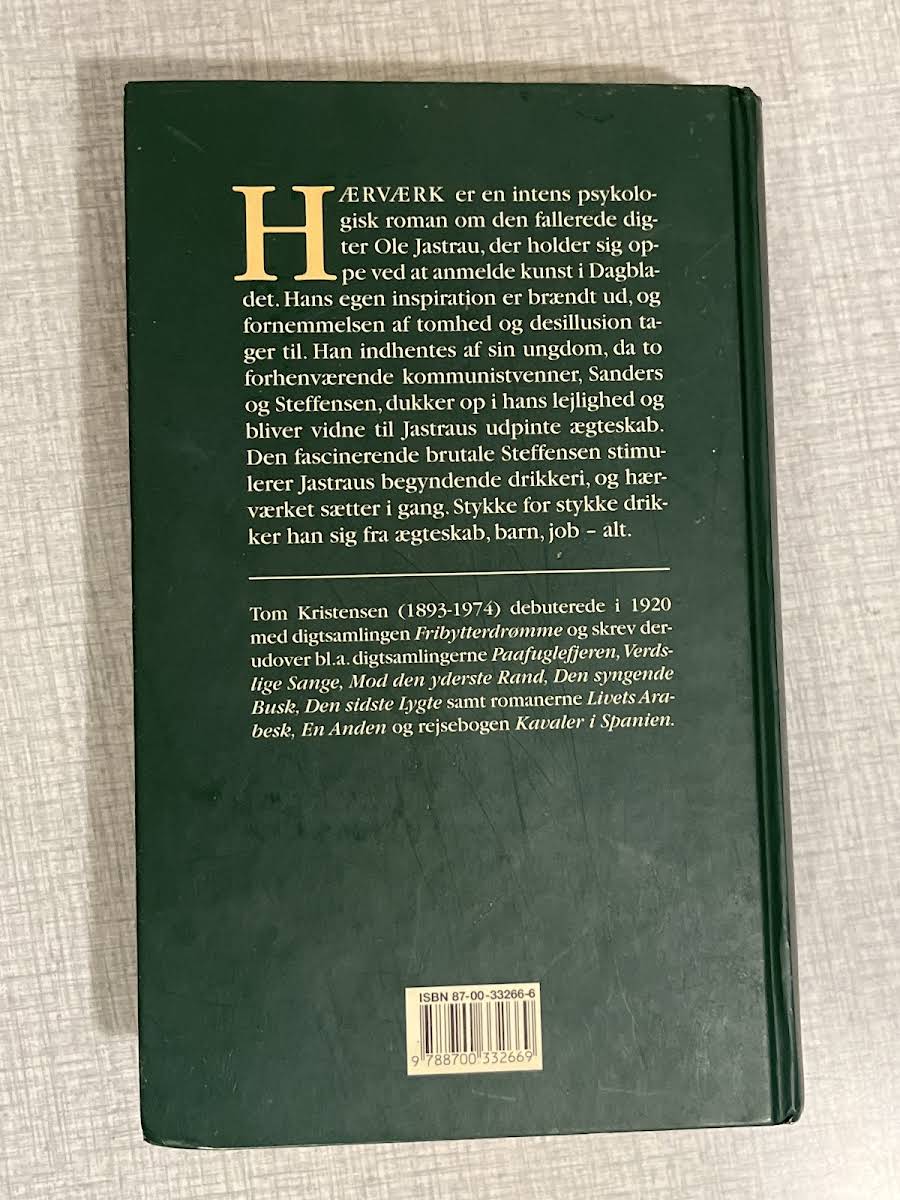 HÆRVÆRK er en intens psykolo-
gisk roman om den fallerede dig-
ter Ole Jastrau, der holder sig op-
pe ved at anmelde kunst i Dagbla-
det. Hans egen inspiration er brændt ud, og
fornemmelsen af tomhed og desillusion ta-
ger til. Han indhentes af sin ungdom, da to
forhenværende kommunistvenner, Sanders
og Steffensen, dukker op i hans lejlighed og
bliver vidne til Jastraus udpinte ægteskab.
Den fascinerende brutale Steffensen stimu-
lerer Jastraus begyndende drikkeri, og hær-
værket sætter i gang. Stykke for stykke drik-
ker han sig fra ægteskab, barn, job – alt.
Tom Kristensen (1893-1974) debuterede i 1920
med digtsamlingen Fribytterdrømme og skrev der-
udover bl.a. digtsamlingerne Paafuglefjeren, Verds-
lige Sange, Mod den yderste Rand, Den syngende
Busk, Den sidste Lygte samt romanerne Livets Ara-
besk, En Anden og rejsebogen Kavaler i Spanien.
ISBN 87-00-33266-6
9 788700 332669